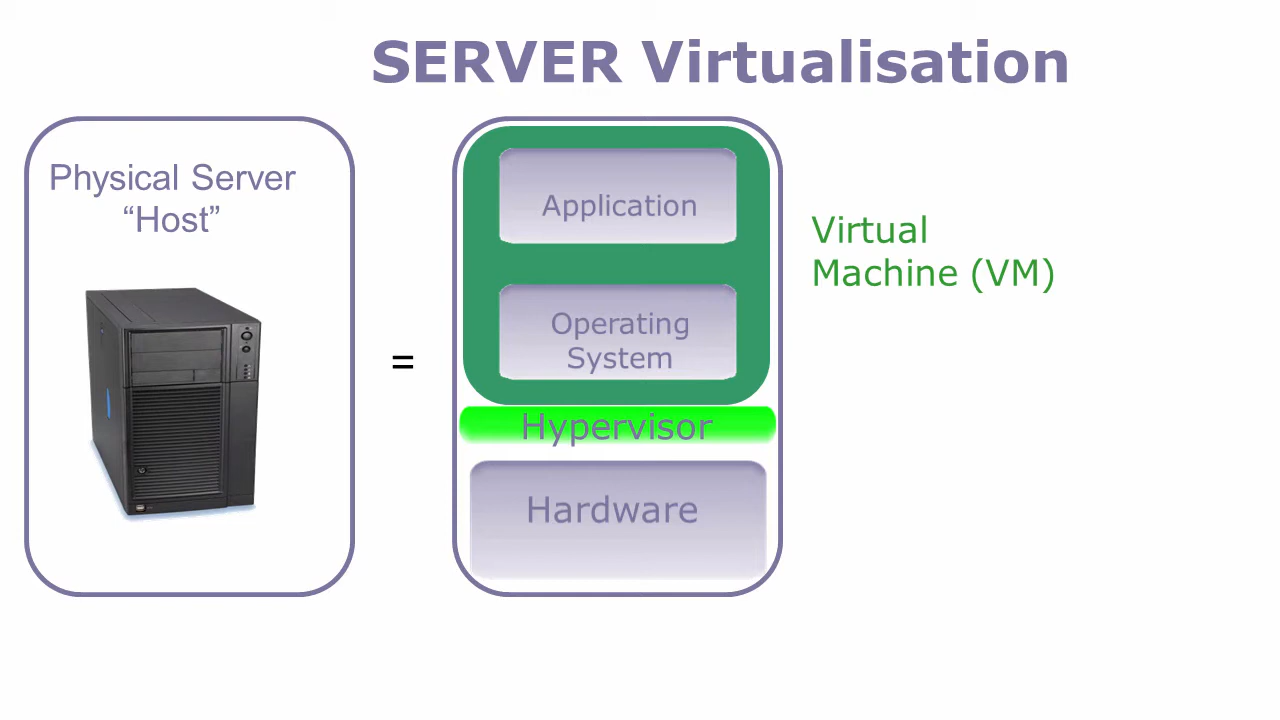 SERVER Virtualisation
Physical Server
“Host”
=
Application
Operating
System
Hypervisor
Hardware
Virtual
Machine (VM)